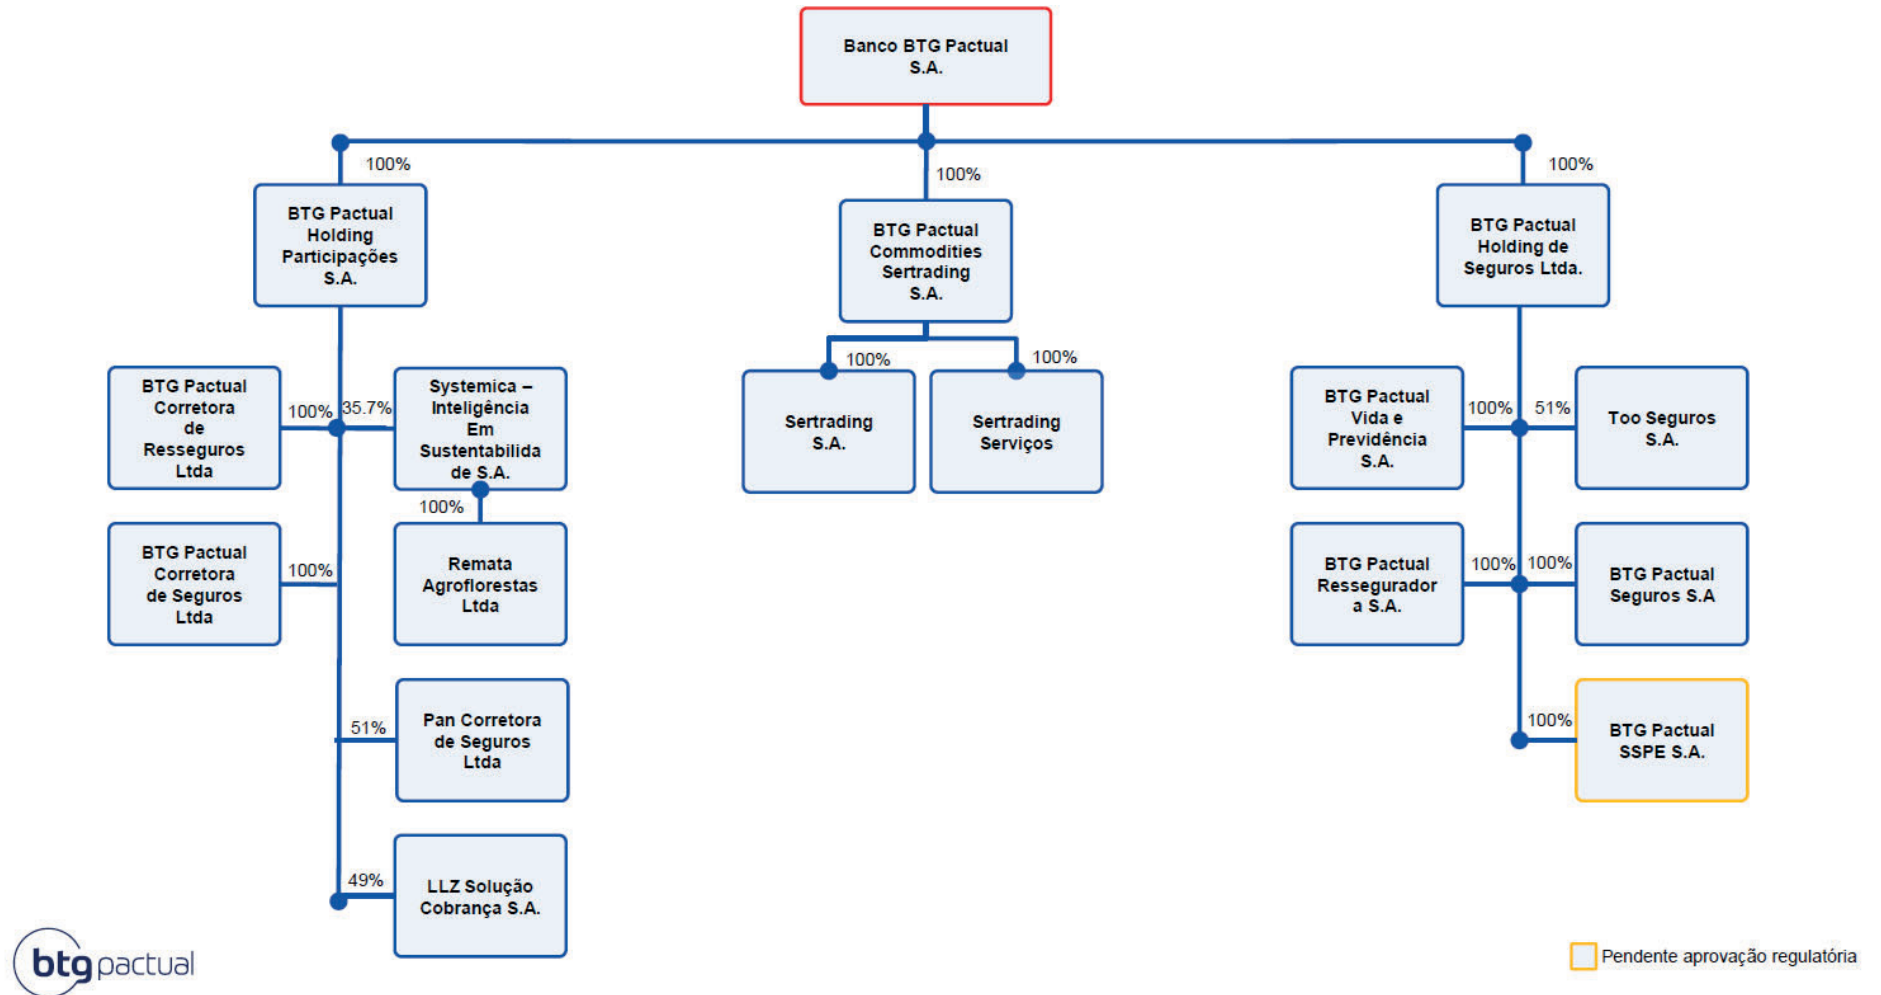 Banco BTG Pactual
S.A.
100%
100%
100%
BTG Pactual
Holding
Participações
S.A.
BTG Pactual
Commodities
Sertrading
S.A.
BTG Pactual
Holding de
Seguros Ltda.
BTG Pactual
Corretora
de
Resseguros
Ltda
100%
35.7%
Systemica –
Inteligência
Em
Sustentabilida
de S.A.
100%
BTG Pactual
Corretora
de Seguros
Ltda
100%
Remata
Agroflorestas
Ltda
51%
Pan Corretora
de Seguros
Ltda
49%
LLZ Solução
Cobrança S.A.
100%
100%
Sertrading
S.A.
Sertrading
Serviços
BTG Pactual
Vida e
Previdência
S.A.
100%
51%
Too Seguros
S.A.
BTG Pactual
Ressegurador
a S.A.
100%
100%
BTG Pactual
Seguros S.A
100%
BTG Pactual
SSPE S.A.
btgpactual
Pendente aprovação regulatória